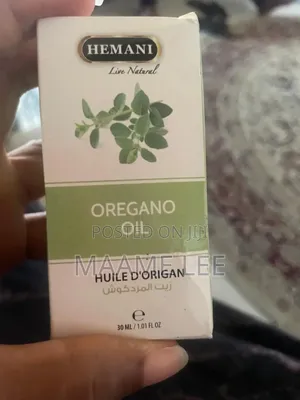 HEMANI
Live Natural
OREGANO
OIL
POSTED ON JIJI
MAAME LEE
HUILE D'ORIGAN
زيت المردكوش
℮
30 ML / 1.01 FL OZ